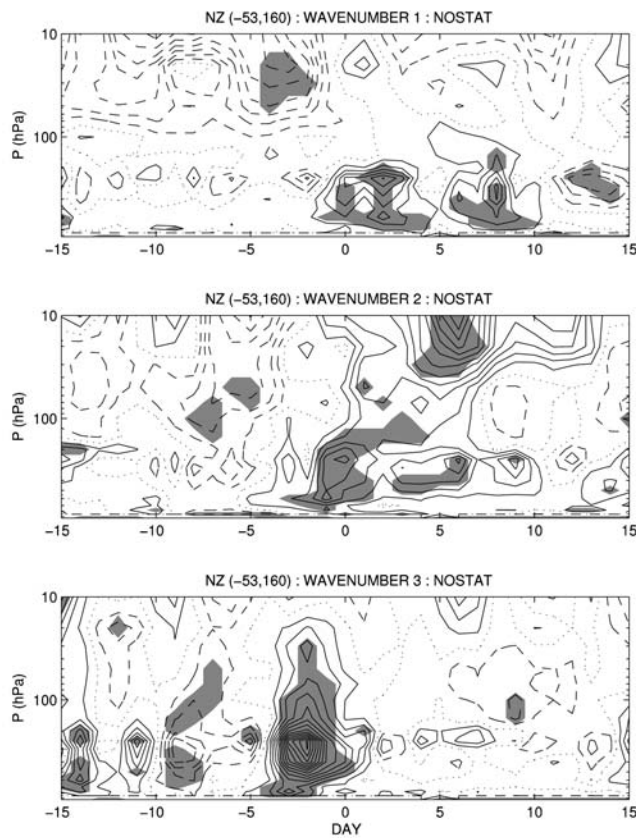 NZ (−53,160) : WAVENUMBER 1 : NOSTAT
10
100
P (hPa)
−15 −10 −5 0 5 10 15
NZ (−53,160) : WAVENUMBER 2 : NOSTAT
10
100
P (hPa)
−15 −10 −5 0 5 10 15
NZ (−53,160) : WAVENUMBER 3 : NOSTAT
10
100
P (hPa)
−15 −10 −5 0 5 10 15
DAY